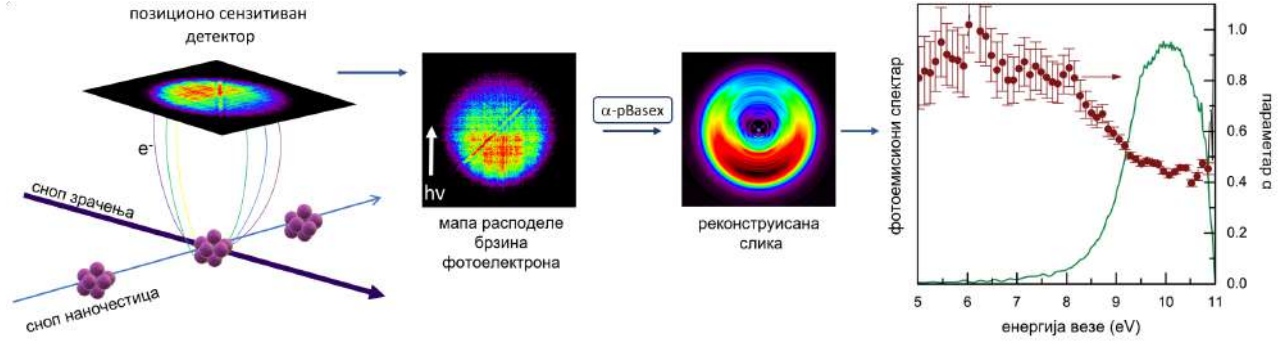 позиционо сензитиван
детектор
e-
сноп зрачења
сноп наночестица
hν
мапа расподеле
брзина
фотоелектрона
α-pBasex
реконструисана
слика
фотоемисиони спектар
1.0
0.8
0.6
0.4
0.2
0.0
параметар α
5 6 7 8 9 10 11
енергија везе (eV)